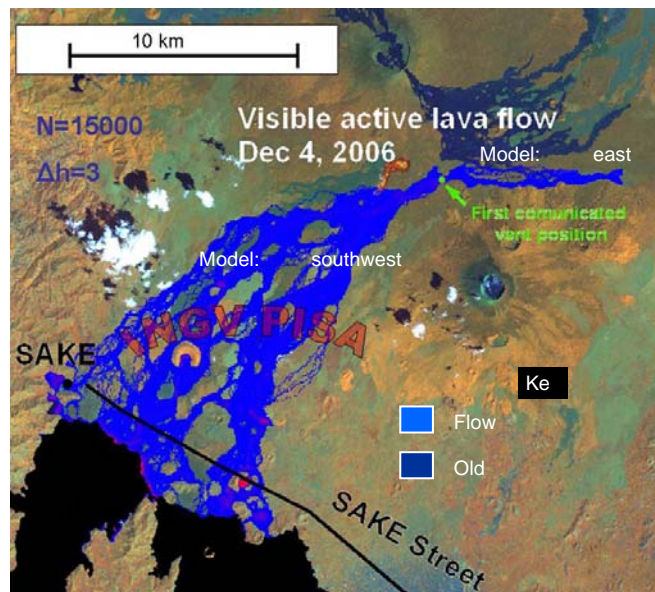 10 km
N=15000
Δh=3
Visible active lava flow
Dec 4, 2006
Model: east
First comunicated
vent position
Model: southwest
INGV PISA
SAKE
Ke
Flow
Old
SAKE Street